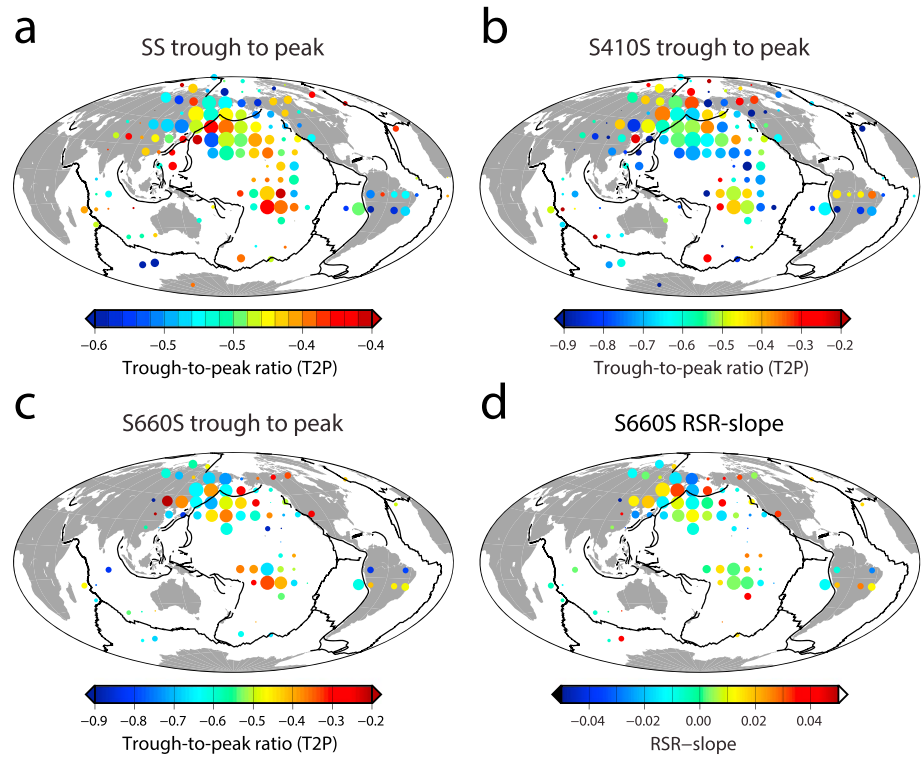 a
SS trough to peak
−0.6 −0.5 −0.5 −0.4 −0.4
Trough-to-peak ratio (T2P)
b
S410S trough to peak
−0.9 −0.8 −0.7 −0.6 −0.5 −0.4 −0.3 −0.2
Trough-to-peak ratio (T2P)
c
S660S trough to peak
−0.9 −0.8 −0.7 −0.6 −0.5 −0.4 −0.3 −0.2
Trough-to-peak ratio (T2P)
d
S660S RSR-slope
−0.04 −0.02 0.00 0.02 0.04
RSR−slope